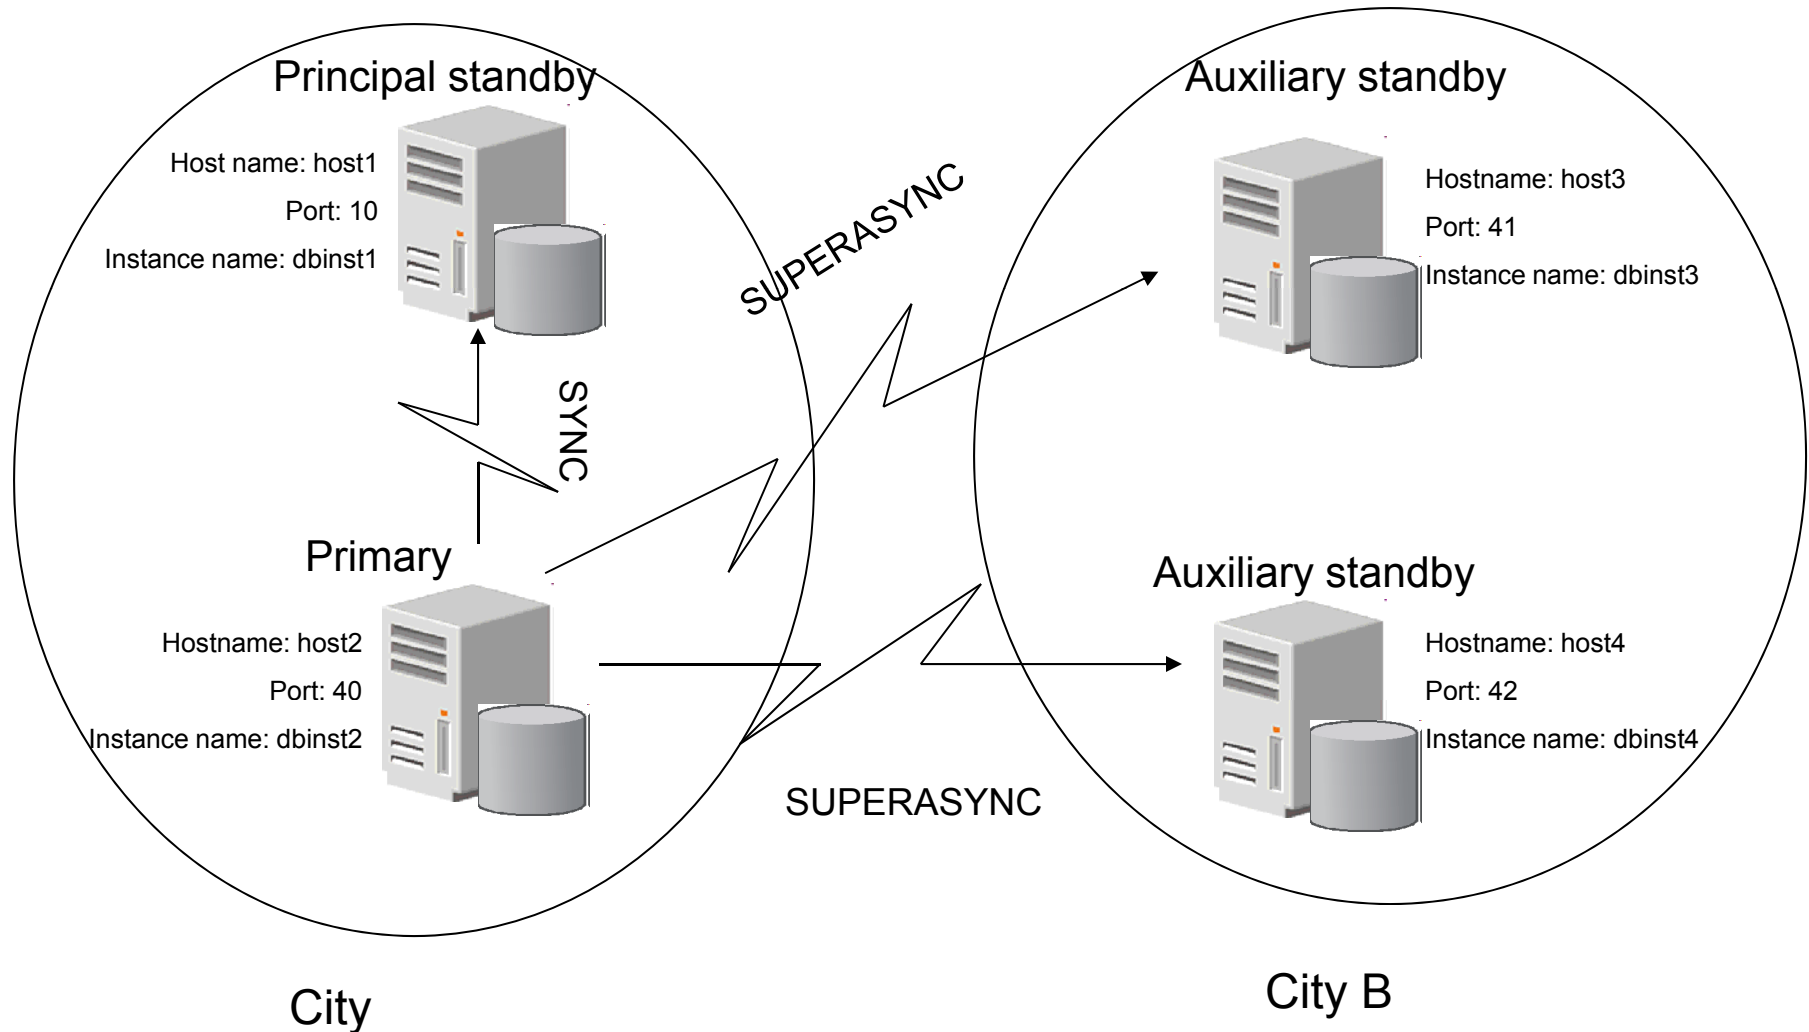 Principal standby
Host name: host1
Port: 10
Instance name: dbinst1
SYNC
Primary
Hostname: host2
Port: 40
Instance name: dbinst2
SUPERASYNC
SUPERASYNC
Auxiliary standby
Hostname: host3
Port: 41
Instance name: dbinst3
Auxiliary standby
Hostname: host4
Port: 42
Instance name: dbinst4
City
City B